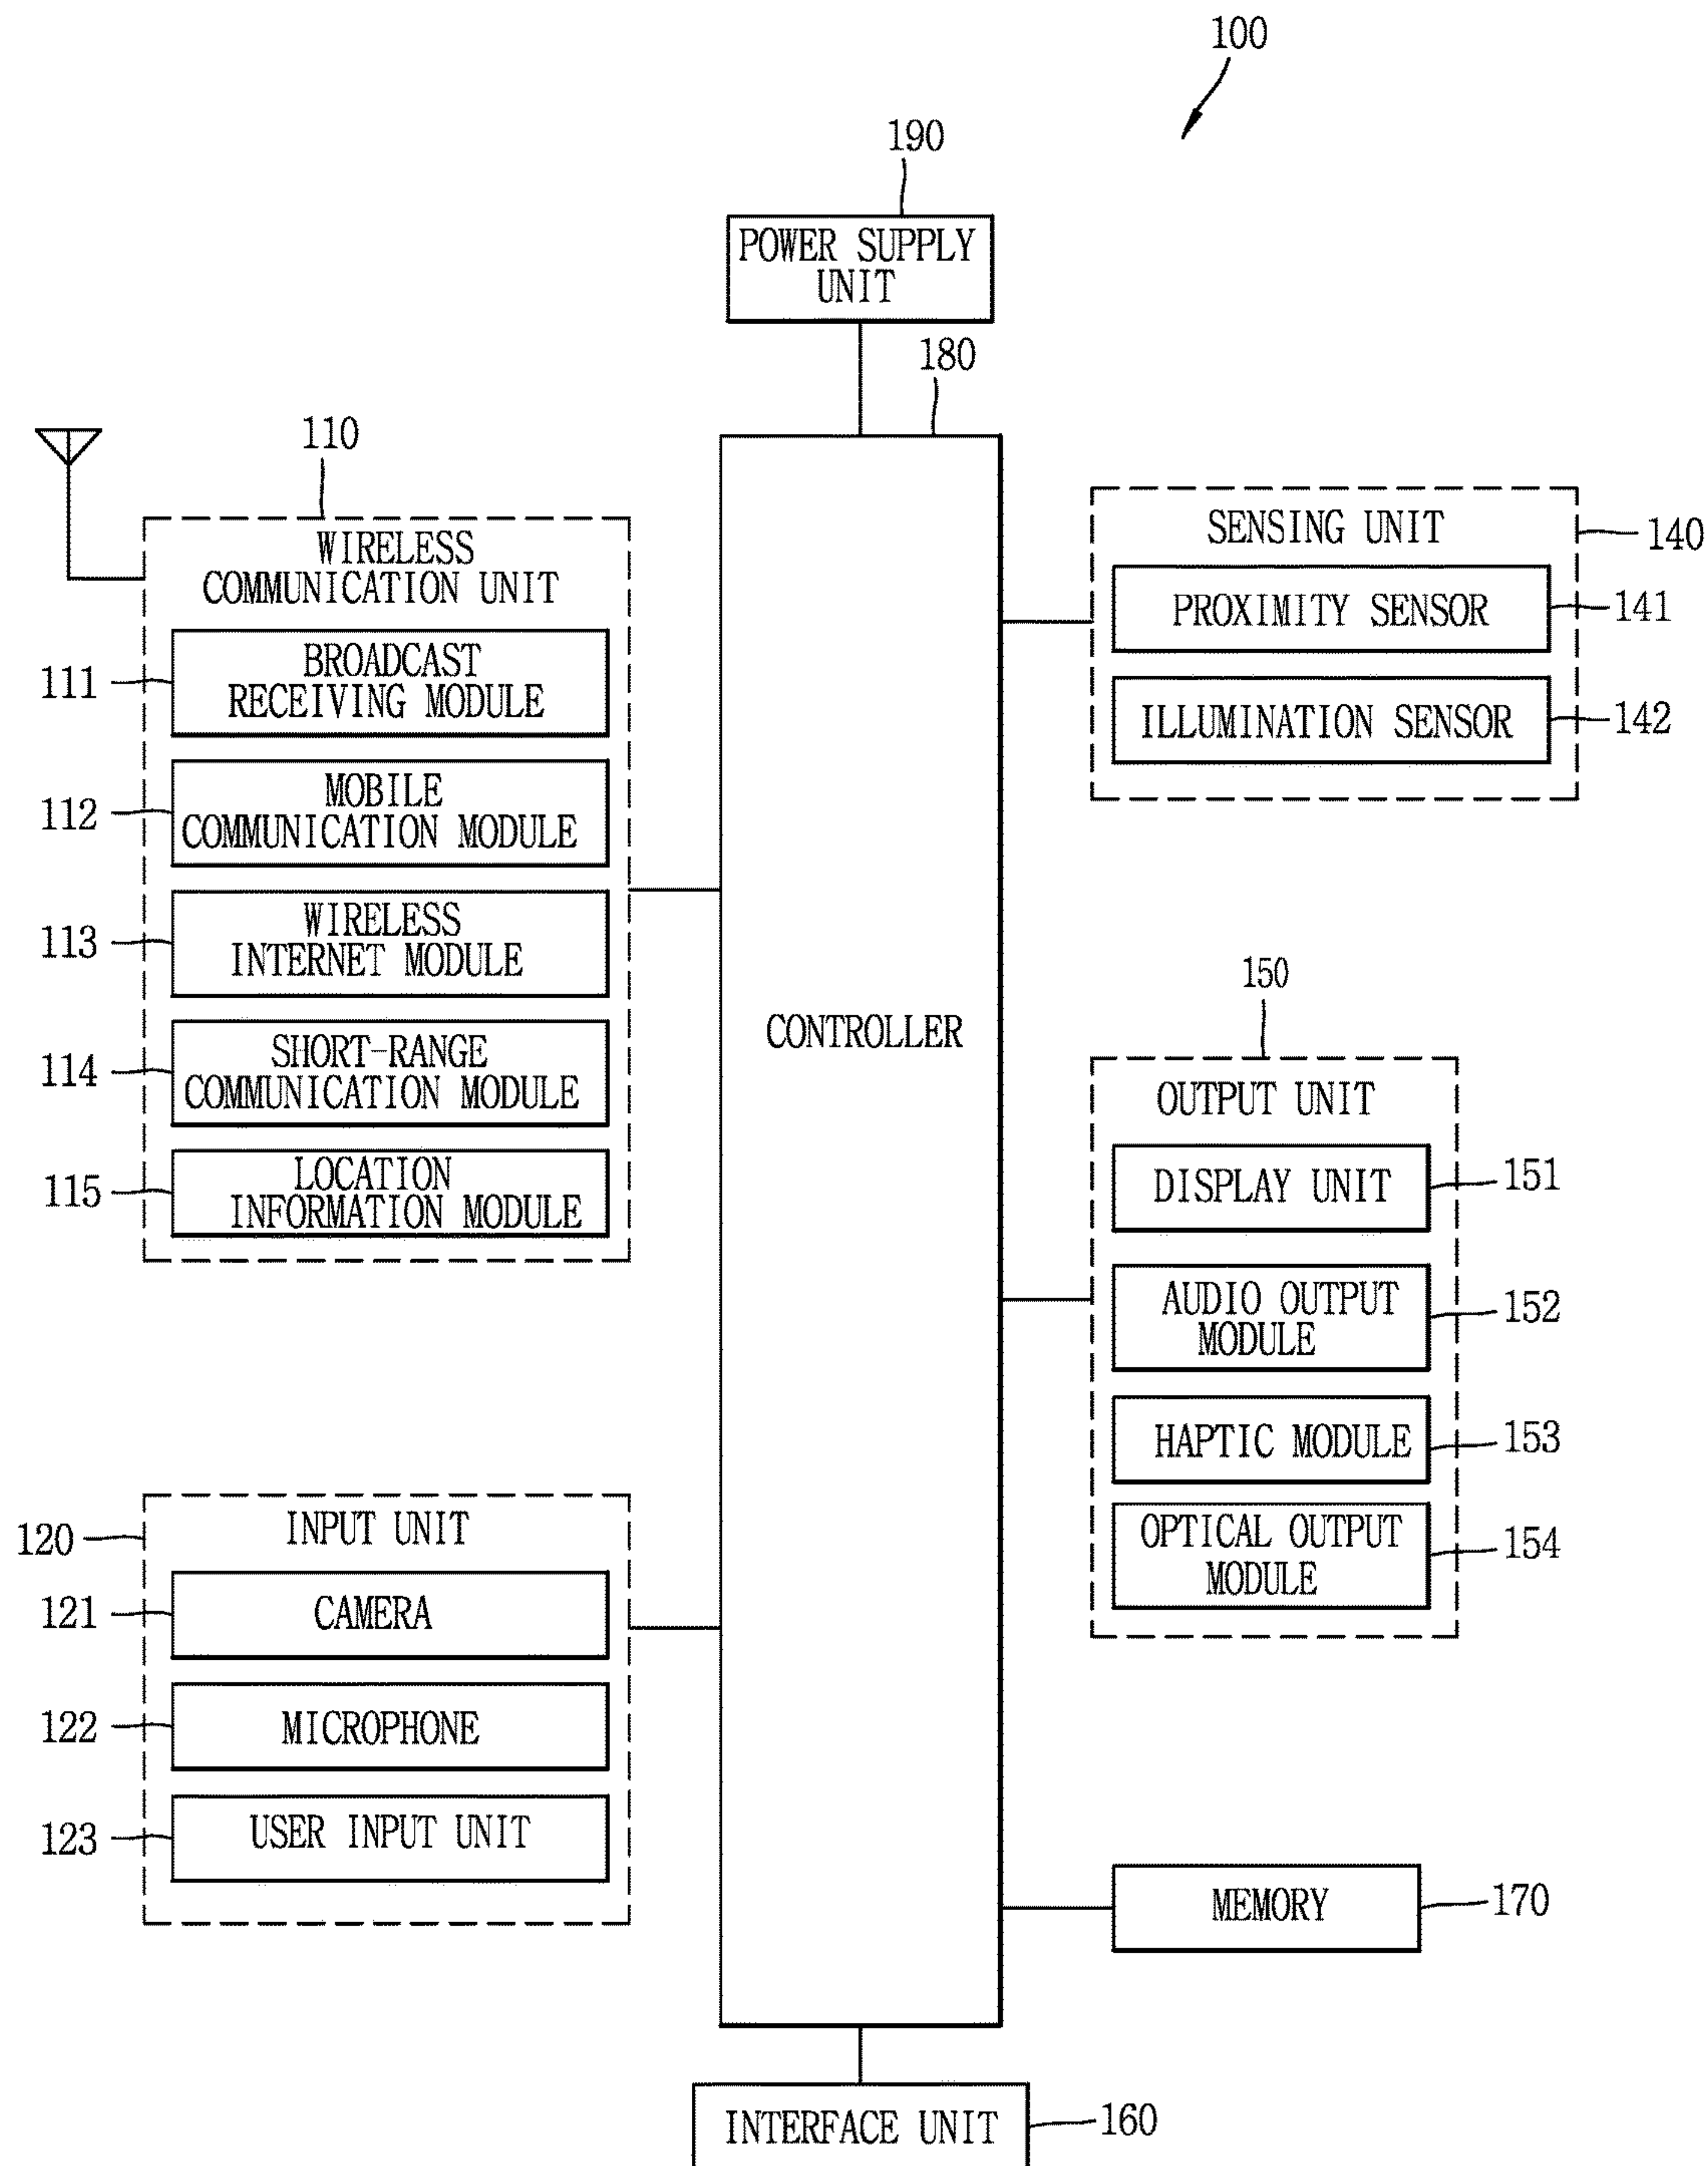 100
190
POWER SUPPLY
UNIT
180
110
WIRELESS
COMMUNICATION UNIT
111
BROADCAST
RECEIVING MODULE
112
MOBILE
COMMUNICATION MODULE
113
WIRELESS
INTERNET MODULE
114
SHORT-RANGE
COMMUNICATION MODULE
115
LOCATION
INFORMATION MODULE
120
INPUT UNIT
121
CAMERA
122
MICROPHONE
123
USER INPUT UNIT
CONTROLLER
SENSING UNIT
140
PROXIMITY SENSOR
141
ILLUMINATION SENSOR
142
150
OUTPUT UNIT
DISPLAY UNIT
151
AUDIO OUTPUT
MODULE
152
HAPTIC MODULE
153
OPTICAL OUTPUT
MODULE
154
MEMORY
170
INTERFACE UNIT
160